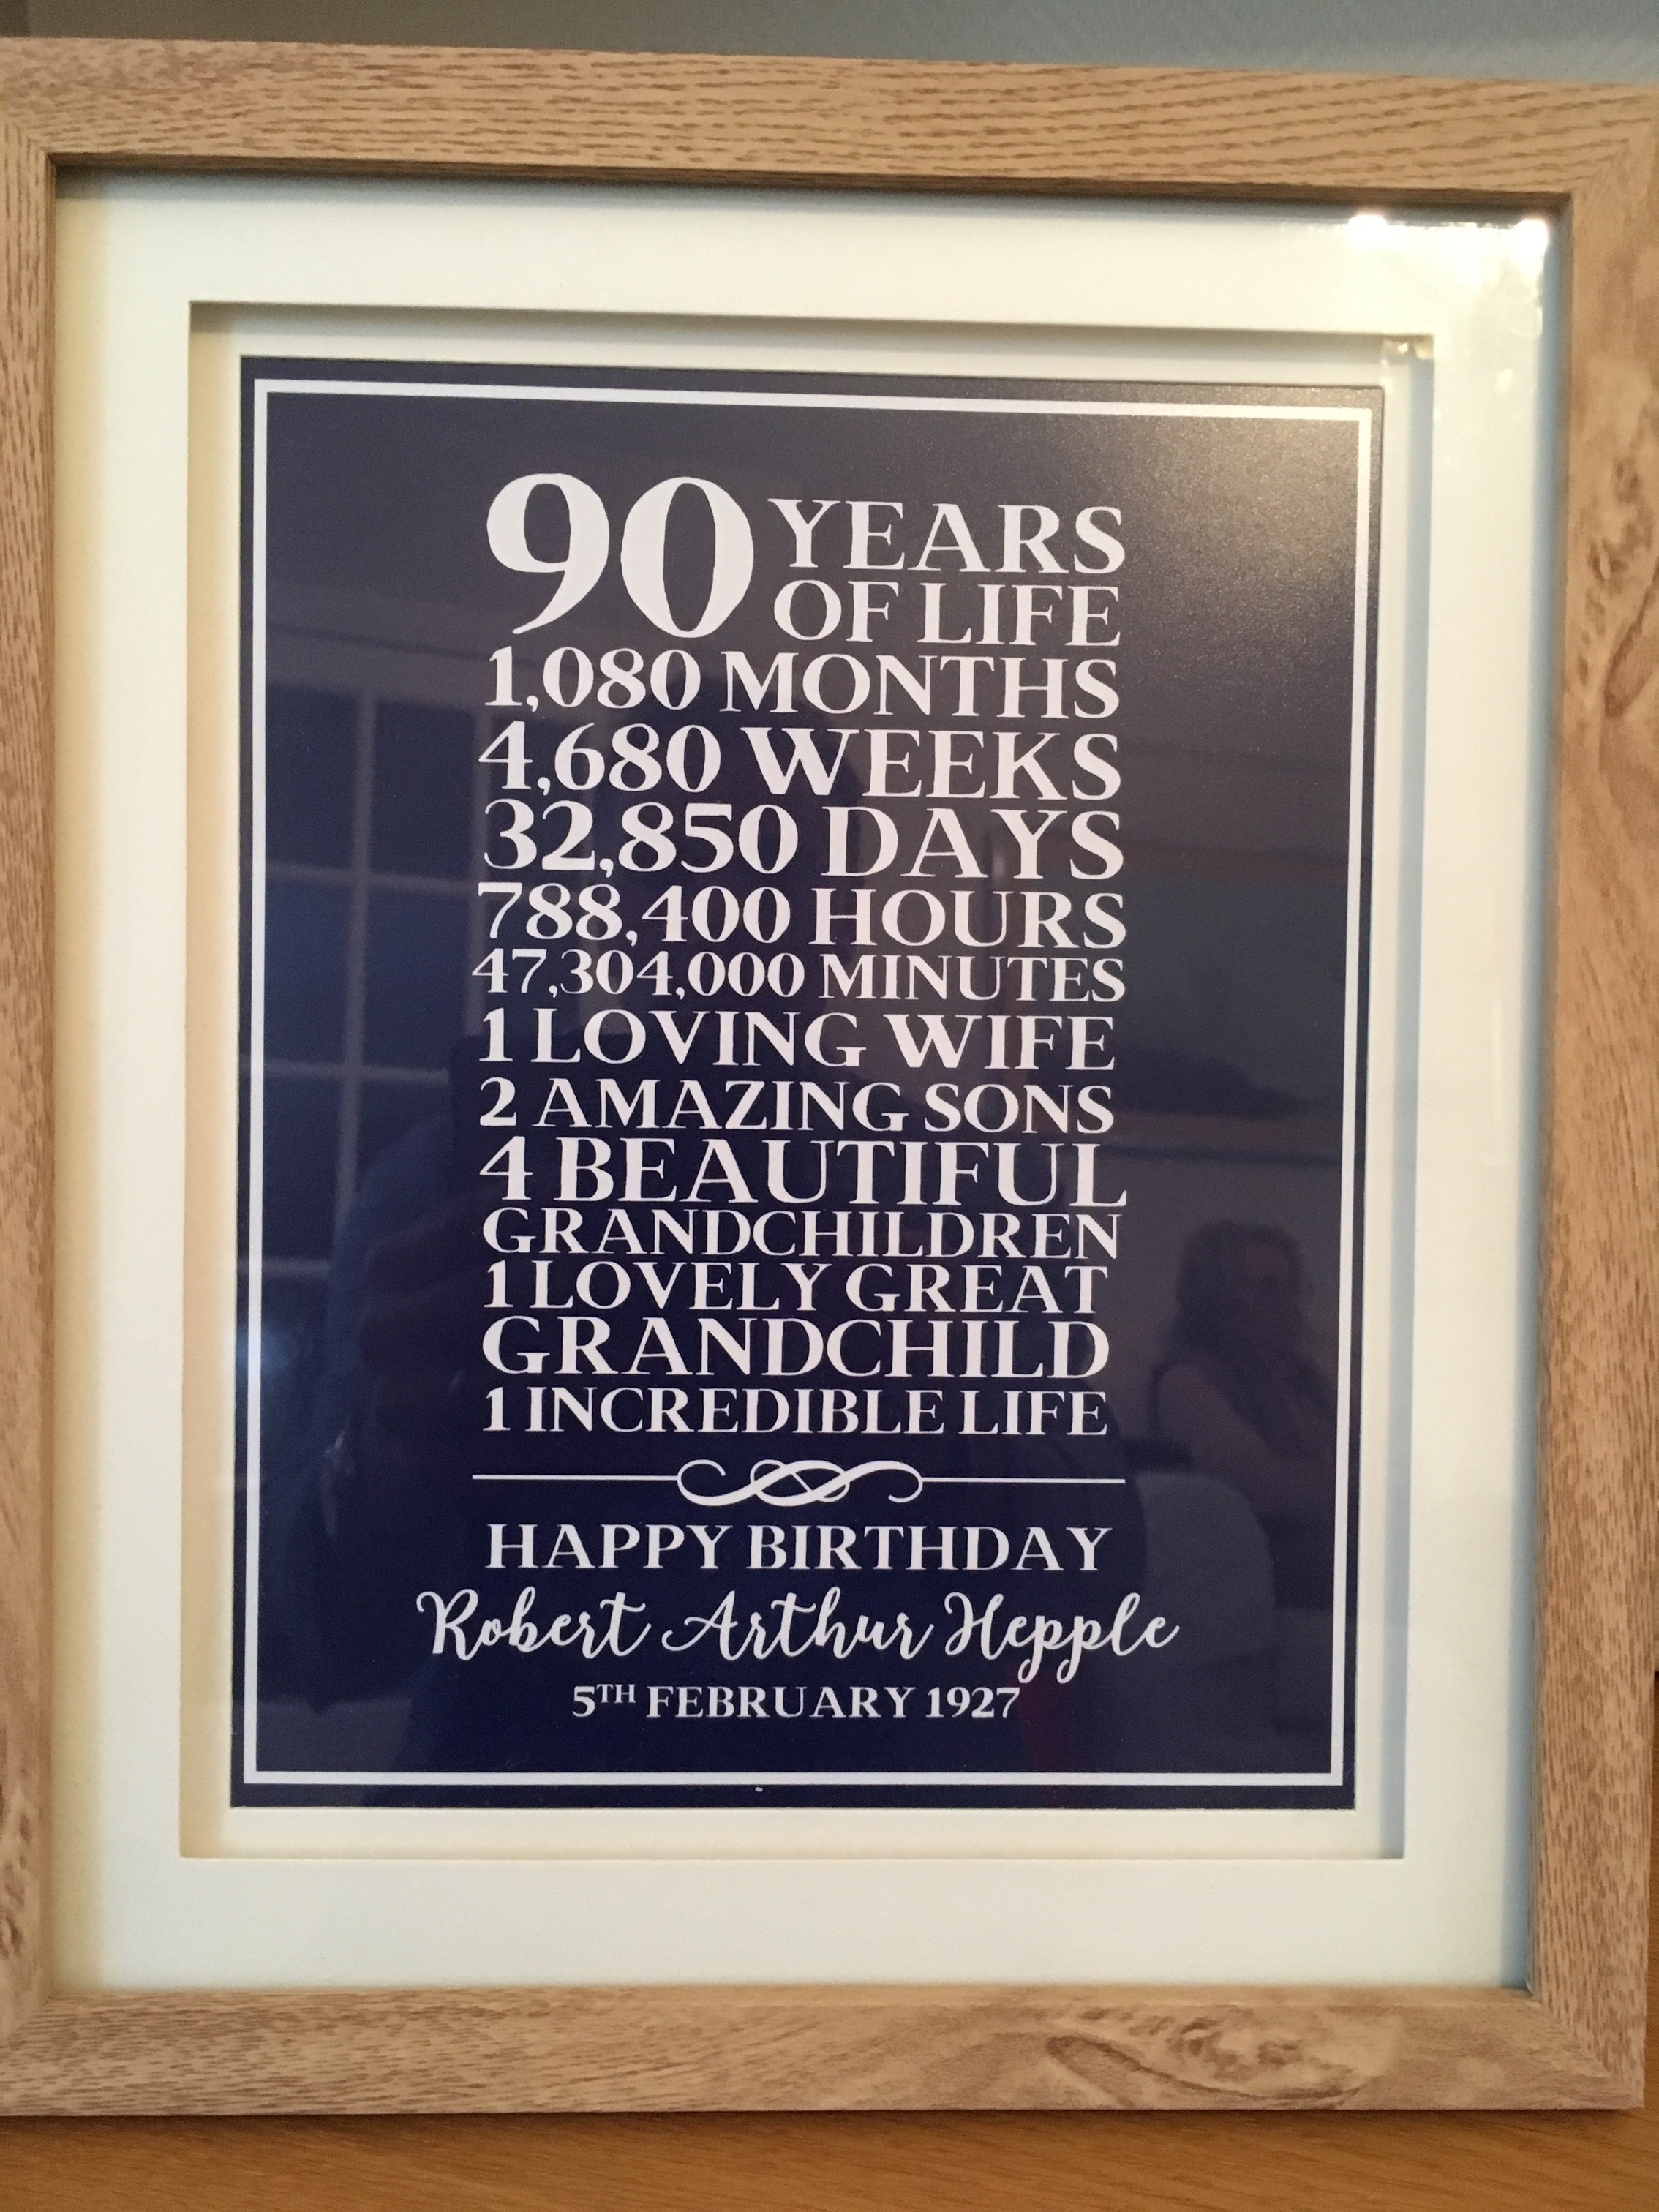 90 YEARS
OF LIFE
1,080 MONTHS
4,680 WEEKS
32,850 DAYS
788,400 HOURS
47,304,000 MINUTES
1 LOVING WIFE
2 AMAZING SONS
4 BEAUTIFUL
GRANDCHILDREN
1 LOVELY GREAT
GRANDCHILD
1 INCREDIBLE LIFE
HAPPY BIRTHDAY
Robert Arthur Hepple
5TH FEBRUARY 1927